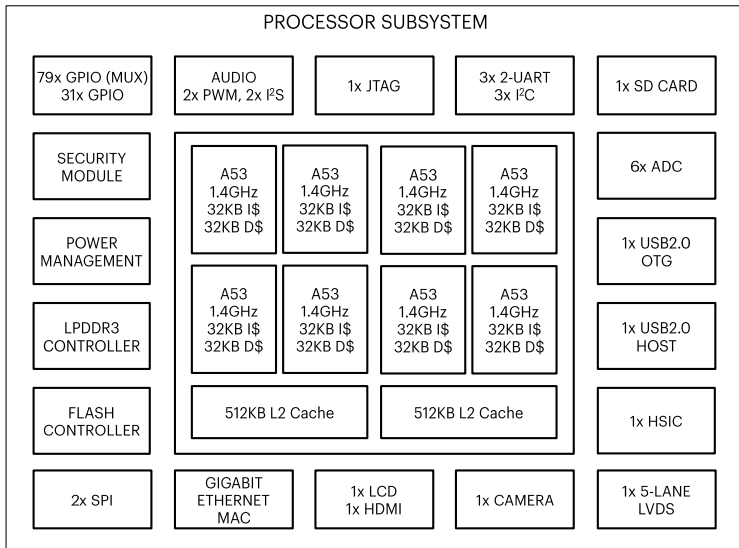 PROCESSOR SUBSYSTEM
79x GPIO (MUX)
31x GPIO
AUDIO
2x PWM, 2x I²S
1x JTAG
3x 2-UART
3x I²C
1x SD CARD
SECURITY
MODULE
6x ADC
POWER
MANAGEMENT
1x USB2.0
OTG
LPDDR3
CONTROLLER
1x USB2.0
HOST
FLASH
CONTROLLER
1x HSIC
A53
1.4GHz
32KB I$
32KB D$
A53
1.4GHz
32KB I$
32KB D$
A53
1.4GHz
32KB I$
32KB D$
A53
1.4GHz
32KB I$
32KB D$
A53
1.4GHz
32KB I$
32KB D$
A53
1.4GHz
32KB I$
32KB D$
A53
1.4GHz
32KB I$
32KB D$
A53
1.4GHz
32KB I$
32KB D$
512KB L2 Cache
512KB L2 Cache
2x SPI
GIGABIT
ETHERNET
MAC
1x LCD
1x HDMI
1x CAMERA
1x 5-LANE
LVDS